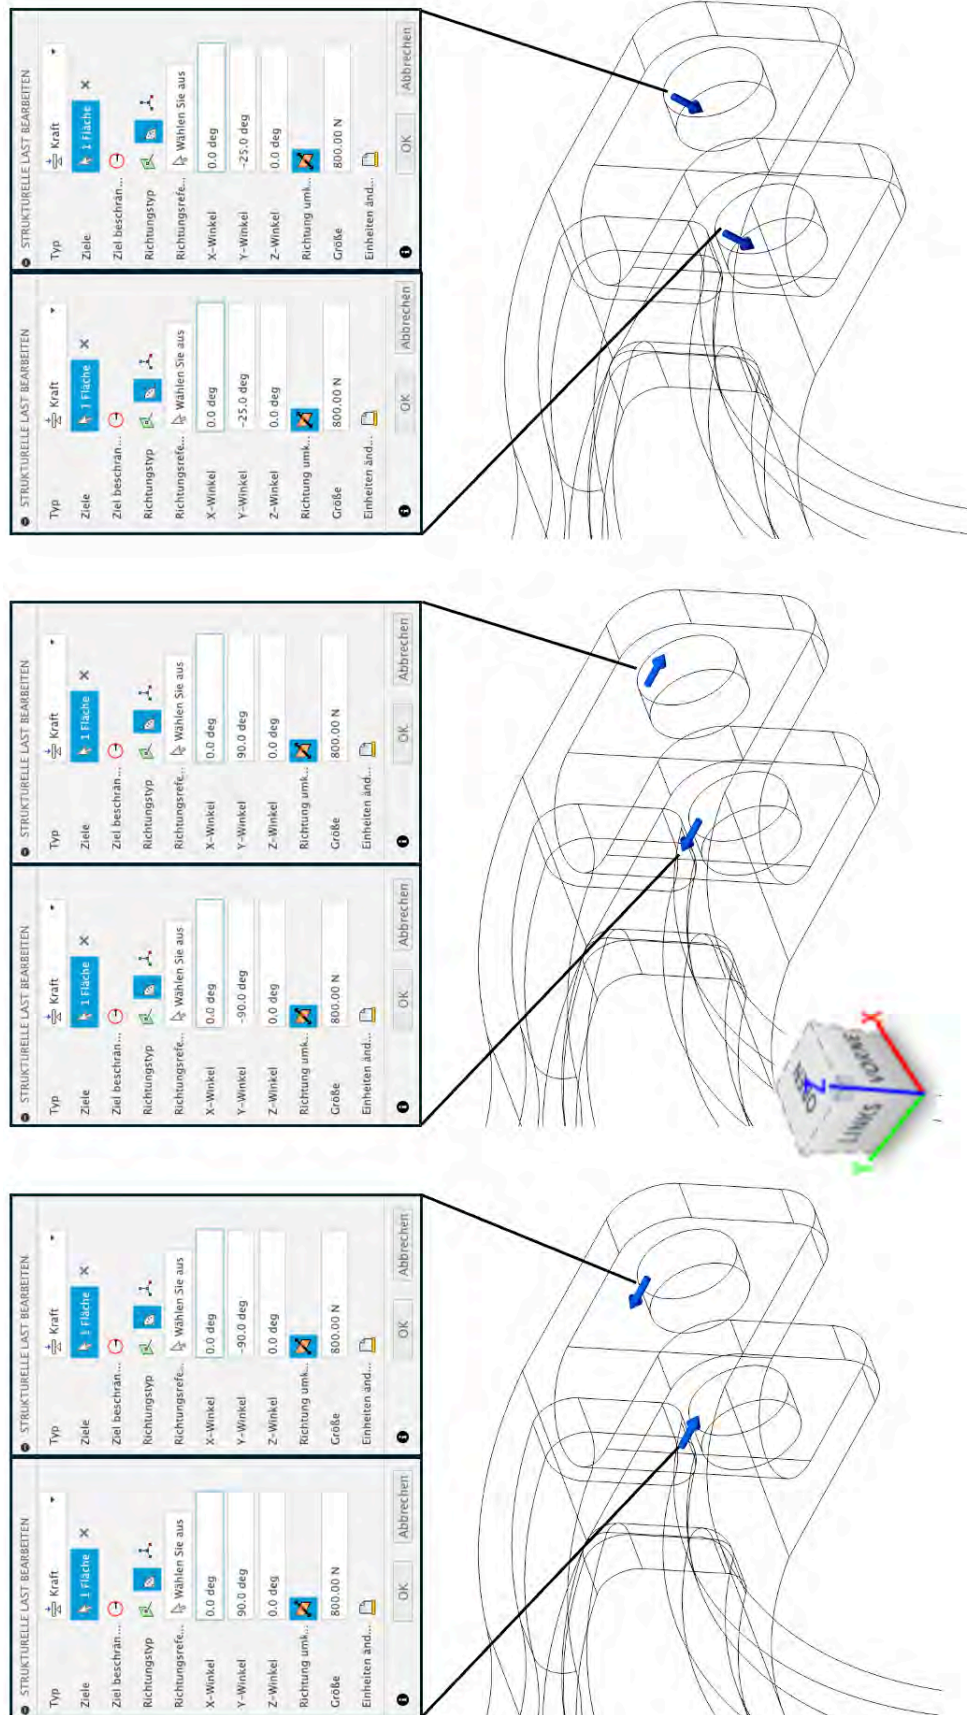 STRUKTURELLE LAST BEARBEITEN
Typ Kraft
Ziele 1 Fläche
Ziel beschrän...
Richtungstyp
Richtungsrefe... Wählen Sie aus
X-Winkel 0.0 deg
Y-Winkel 90.0 deg
Z-Winkel 0.0 deg
Richtung umk...
Größe 800.00 N
Einheiten änd...
OK Abbrechen
STRUKTURELLE LAST BEARBEITEN
Typ Kraft
Ziele 1 Fläche
Ziel beschrän...
Richtungstyp
Richtungsrefe... Wählen Sie aus
X-Winkel 0.0 deg
Y-Winkel -90.0 deg
Z-Winkel 0.0 deg
Richtung umk...
Größe 800.00 N
Einheiten änd...
OK Abbrechen
STRUKTURELLE LAST BEARBEITEN
Typ Kraft
Ziele 1 Fläche
Ziel beschrän...
Richtungstyp
Richtungsrefe... Wählen Sie aus
X-Winkel 0.0 deg
Y-Winkel -90.0 deg
Z-Winkel 0.0 deg
Richtung umk...
Größe 800.00 N
Einheiten änd...
OK Abbrechen
STRUKTURELLE LAST BEARBEITEN
Typ Kraft
Ziele 1 Fläche
Ziel beschrän...
Richtungstyp
Richtungsrefe... Wählen Sie aus
X-Winkel 0.0 deg
Y-Winkel 90.0 deg
Z-Winkel 0.0 deg
Richtung umk...
Größe 800.00 N
Einheiten änd...
OK Abbrechen
STRUKTURELLE LAST BEARBEITEN
Typ Kraft
Ziele 1 Fläche
Ziel beschrän...
Richtungstyp
Richtungsrefe... Wählen Sie aus
X-Winkel 0.0 deg
Y-Winkel -25.0 deg
Z-Winkel 0.0 deg
Richtung umk...
Größe 800.00 N
Einheiten änd...
OK Abbrechen
STRUKTURELLE LAST BEARBEITEN
Typ Kraft
Ziele 1 Fläche
Ziel beschrän...
Richtungstyp
Richtungsrefe... Wählen Sie aus
X-Winkel 0.0 deg
Y-Winkel -25.0 deg
Z-Winkel 0.0 deg
Richtung umk...
Größe 800.00 N
Einheiten änd...
OK Abbrechen
Z
LINKS VORNE
Y X